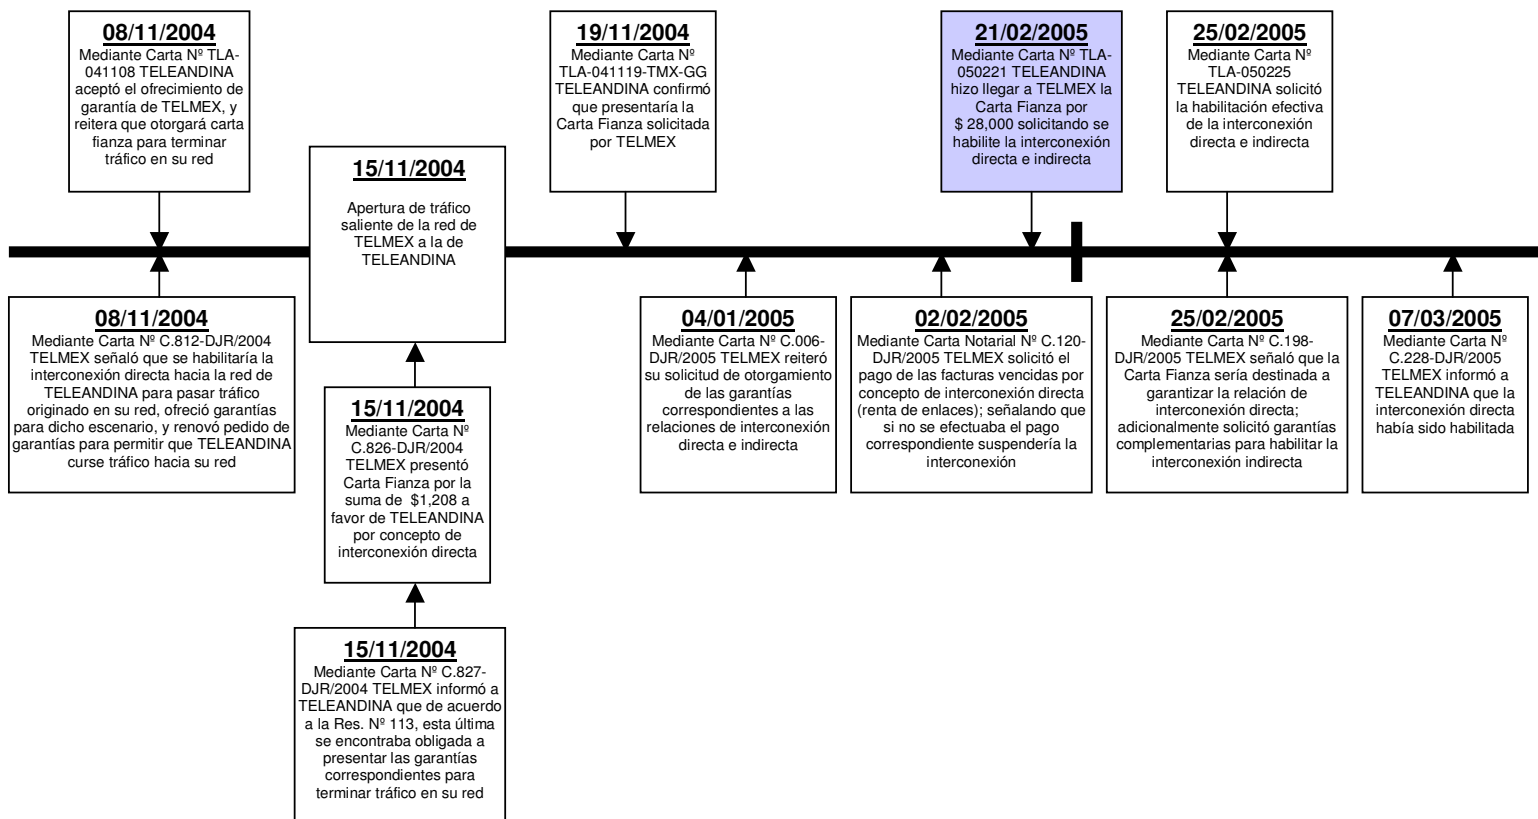 08/11/2004
Mediante Carta Nº TLA-
041108 TELEANDINA
aceptó el ofrecimiento de
garantía de TELMEX, y
reitera que otorgará carta
fianza para terminar
tráfico en su red
15/11/2004
Apertura de tráfico
saliente de la red de
TELMEX a la de
TELEANDINA
19/11/2004
Mediante Carta Nº
TLA-041119-TMX-GG
TELEANDINA confirmó
que presentaría la
Carta Fianza solicitada
por TELMEX
21/02/2005
Mediante Carta Nº TLA-
050221 TELEANDINA
hizo llegar a TELMEX la
Carta Fianza por
$ 28,000 solicitando se
habilite la interconexión
directa e indirecta
25/02/2005
Mediante Carta Nº
TLA-050225
TELEANDINA solicitó
la habilitación efectiva
de la interconexión
directa e indirecta
08/11/2004
Mediante Carta Nº C.812-DJR/2004
TELMEX señaló que se habilitaría la
interconexión directa hacia la red de
TELEANDINA para pasar tráfico
originado en su red, ofreció garantías
para dicho escenario, y renovó pedido de
garantías para permitir que TELEANDINA
curse tráfico hacia su red
15/11/2004
Mediante Carta Nº
C.826-DJR/2004
TELMEX presentó
Carta Fianza por la
suma de $1,208 a
favor de TELEANDINA
por concepto de
interconexión directa
15/11/2004
Mediante Carta Nº C.827-
DJR/2004 TELMEX informó a
TELEANDINA que de acuerdo
a la Res. Nº 113, esta última
se encontraba obligada a
presentar las garantías
correspondientes para
terminar tráfico en su red
04/01/2005
Mediante Carta Nº C.006-
DJR/2005 TELMEX reiteró
su solicitud de otorgamiento
de las garantías
correspondientes a las
relaciones de interconexión
directa e indirecta
02/02/2005
Mediante Carta Notarial Nº C.120-
DJR/2005 TELMEX solicitó el
pago de las facturas vencidas por
concepto de interconexión directa
(renta de enlaces); señalando que
si no se efectuaba el pago
correspondiente suspendería la
interconexión
25/02/2005
Mediante Carta Nº C.198-
DJR/2005 TELMEX señaló que la
Carta Fianza sería destinada a
garantizar la relación de
interconexión directa;
adicionalmente solicitó garantías
complementarias para habilitar la
interconexión indirecta
07/03/2005
Mediante Carta Nº
C.228-DJR/2005
TELMEX informó a
TELEANDINA que la
interconexión directa
había sido habilitada